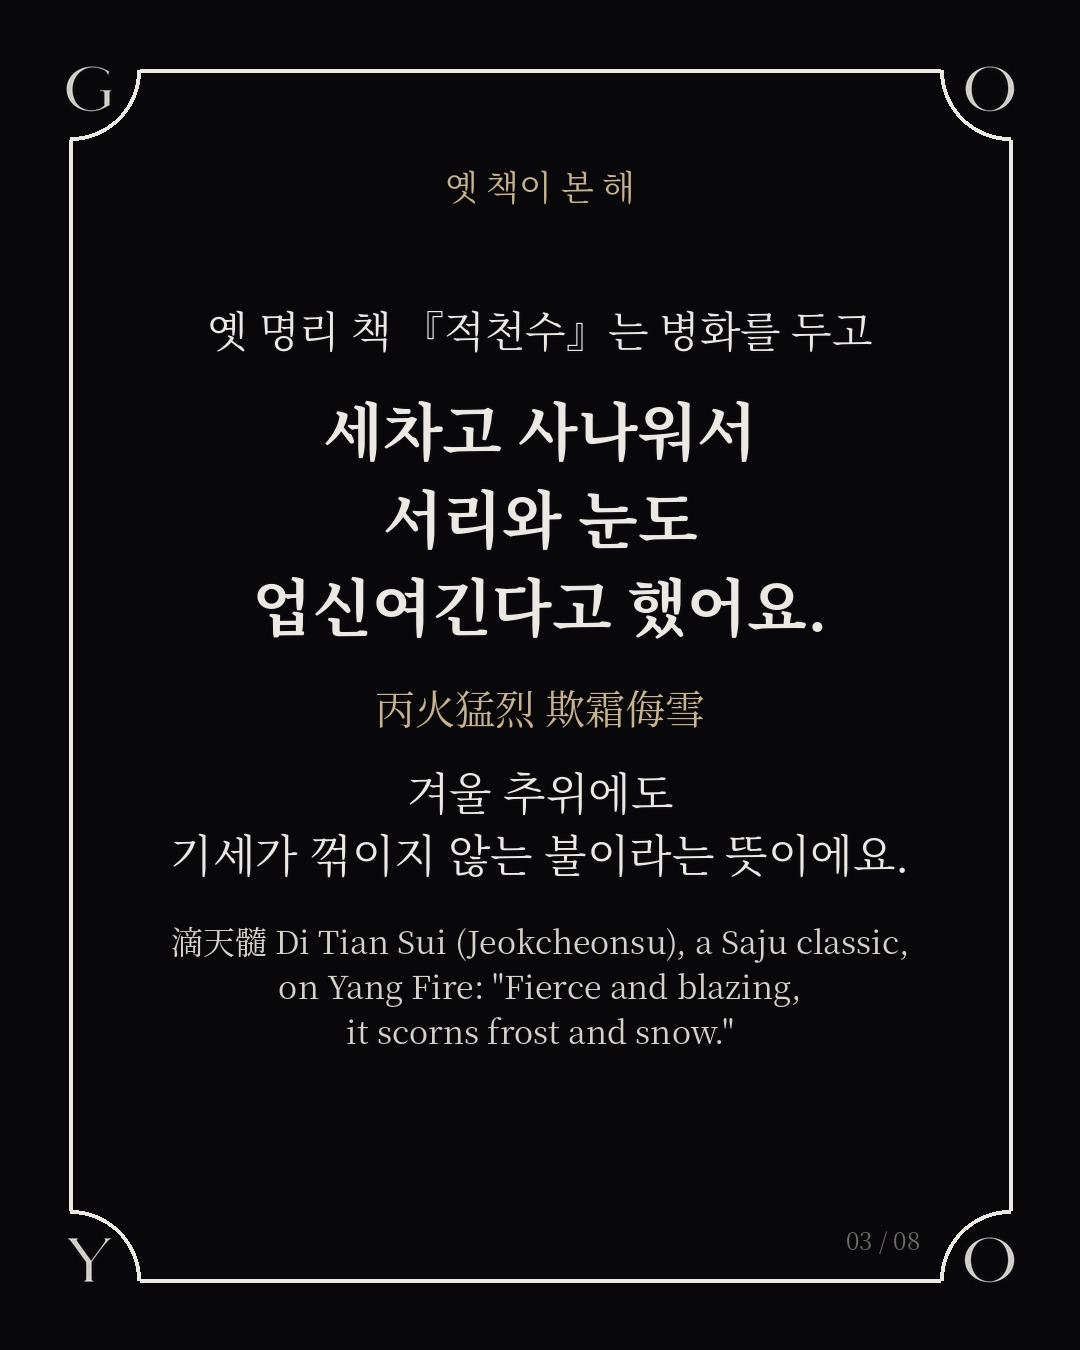 G O
옛 책이 본 해
옛 명리 책 『적천수』는 병화를 두고
세차고 사나워서
서리와 눈도
업신여긴다고 했어요.
丙火猛烈 欺霜侮雪
겨울 추위에도
기세가 꺾이지 않는 불이라는 뜻이에요.
滴天髓 Di Tian Sui (Jeokcheonsu), a Saju classic,
on Yang Fire: "Fierce and blazing,
it scorns frost and snow."
03 / 08
Y O